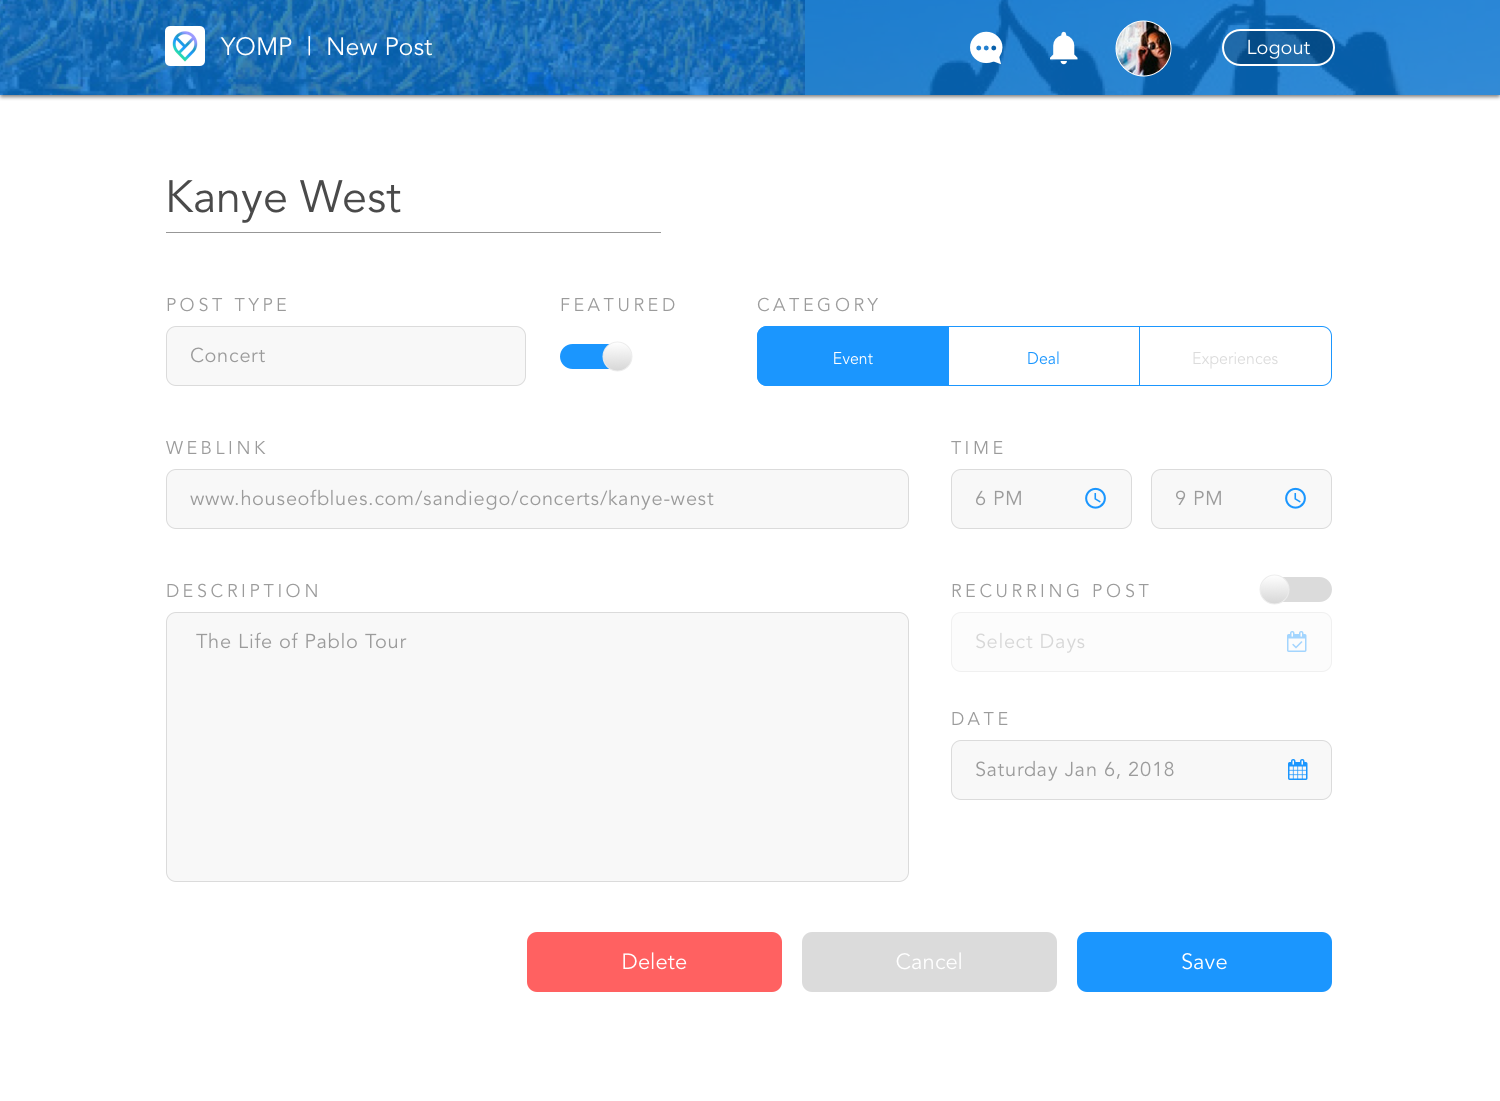 YOMP | New Post
Logout
Kanye West
POST TYPE
FEATURED
CATEGORY
Concert
Event
Deal
Experiences
WEBLINK
TIME
www.houseofblues.com/sandiego/concerts/kanye-west
6 PM
9 PM
DESCRIPTION
RECURRING POST
The Life of Pablo Tour
Select Days
DATE
Saturday Jan 6, 2018
Delete
Cancel
Save